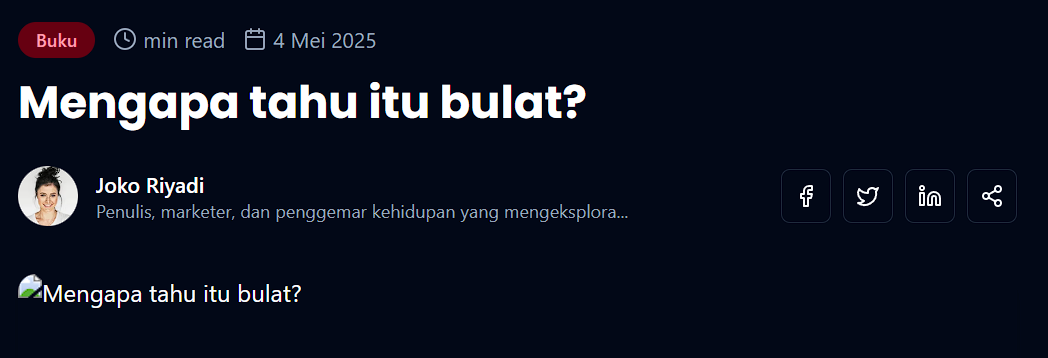 Buku min read 4 Mei 2025
Mengapa tahu itu bulat?
Joko Riyadi
Penulis, marketer, dan penggemar kehidupan yang mengeksplora...
Mengapa tahu itu bulat?